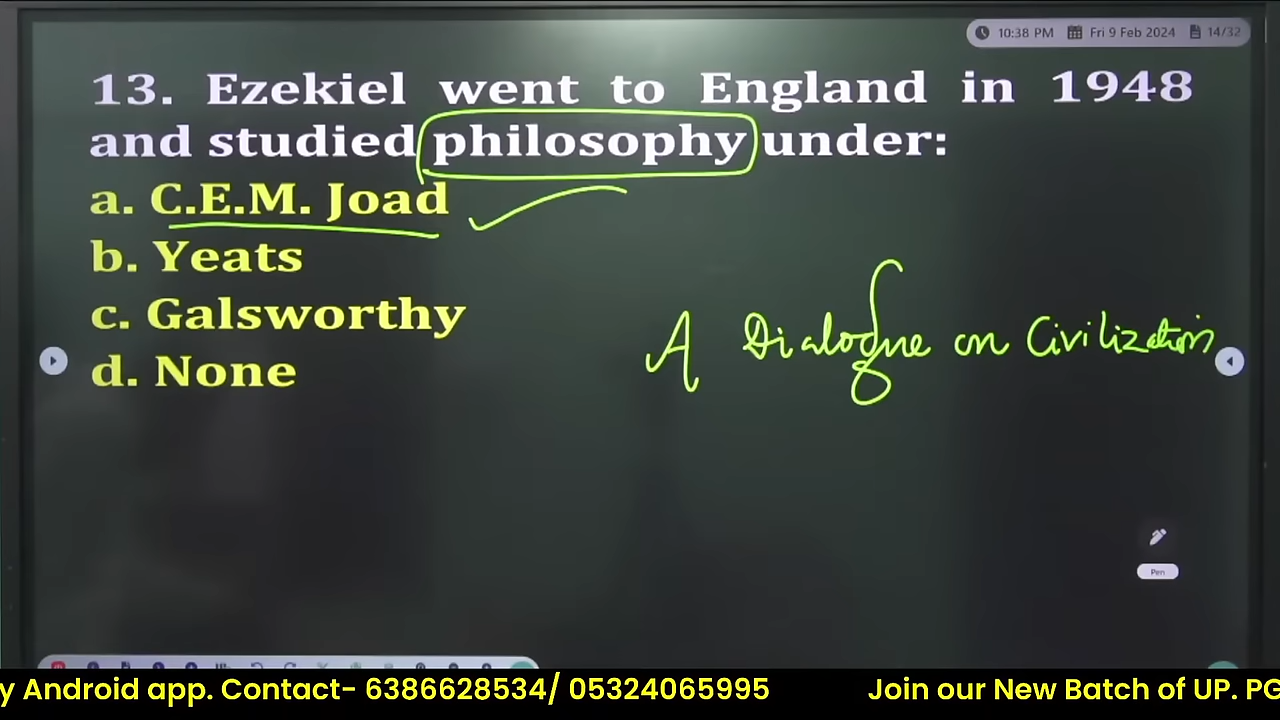 10:38 PM Fri 9 Feb 2024 14/32
13. Ezekiel went to England in 1948
and studied philosophy under:
a. C.E.M. Joad
b. Yeats
c. Galsworthy
d. None
A Dialogue on Civilization
Pen
y Android app. Contact- 6386628534/ 05324065995 Join our New Batch of UP. PG